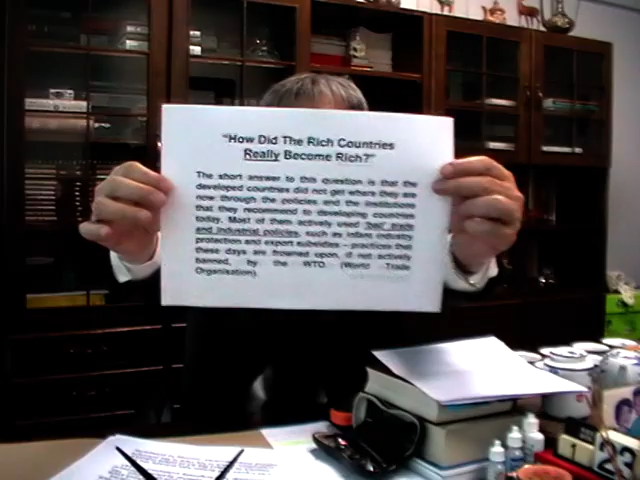 "How Did The Rich Countries
Really Become Rich?"
The short answer to this question is that the
developed countries did not get where they are
now through the policies and the institutions
that they recommend to developing countries
today. Most of them actively used 'bad' trade
and industrial policies, such as infant industry
protection and export subsidies – practices that
these days are frowned upon, if not actively
banned, by the WTO (World Trade
Organisation)
23